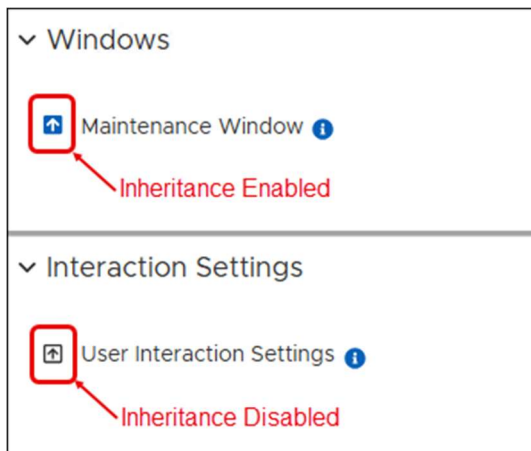 Windows
Maintenance Window
Inheritance Enabled
Interaction Settings
User Interaction Settings
Inheritance Disabled